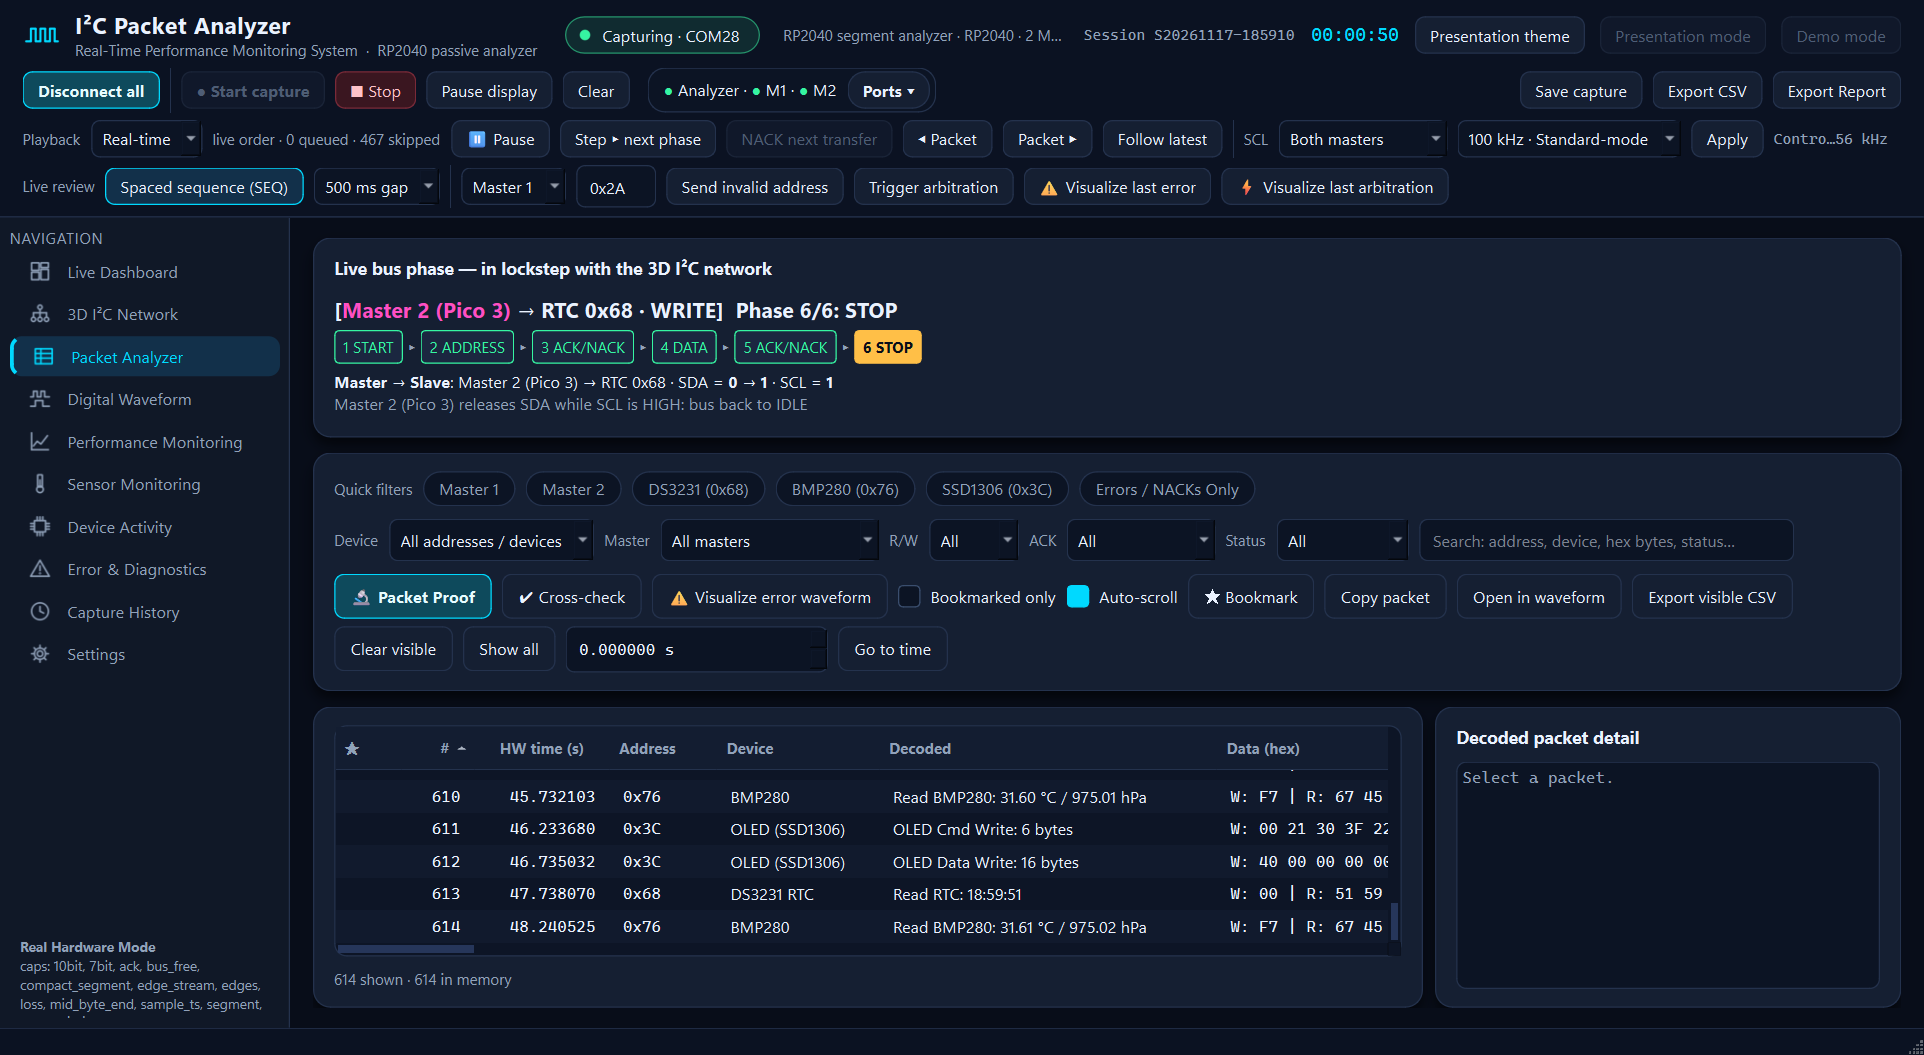 I²C Packet Analyzer
Real-Time Performance Monitoring System · RP2040 passive analyzer
Capturing · COM28
RP2040 segment analyzer · RP2040 · 2 M...
Session S20261117-185910
00:00:50
Presentation theme
Presentation mode
Demo mode
Disconnect all
● Start capture
■ Stop
Pause display
Clear
● Analyzer · ● M1 · ● M2
Ports ▾
Save capture
Export CSV
Export Report
Playback
Real-time
live order · 0 queued · 467 skipped
⏸ Pause
Step ▸ next phase
NACK next transfer
◂ Packet
Packet ▸
Follow latest
SCL
Both masters
100 kHz · Standard-mode
Apply
Contro…56 kHz
Live review
Spaced sequence (SEQ)
500 ms gap
Master 1
0x2A
Send invalid address
Trigger arbitration
⚠ Visualize last error
⚡ Visualize last arbitration
NAVIGATION
Live Dashboard
3D I²C Network
Packet Analyzer
Digital Waveform
Performance Monitoring
Sensor Monitoring
Device Activity
Error & Diagnostics
Capture History
Settings
Real Hardware Mode
caps: 10bit, 7bit, ack, bus_free,
compact_segment, edge_stream, edges,
loss, mid_byte_end, sample_ts, segment,
Live bus phase — in lockstep with the 3D I²C network
[Master 2 (Pico 3) → RTC 0x68 · WRITE] Phase 6/6: STOP
1 START ▸ 2 ADDRESS ▸ 3 ACK/NACK ▸ 4 DATA ▸ 5 ACK/NACK ▸ 6 STOP
Master → Slave: Master 2 (Pico 3) → RTC 0x68 · SDA = 0 → 1 · SCL = 1
Master 2 (Pico 3) releases SDA while SCL is HIGH: bus back to IDLE
Quick filters
Master 1
Master 2
DS3231 (0x68)
BMP280 (0x76)
SSD1306 (0x3C)
Errors / NACKs Only
Device
All addresses / devices
Master
All masters
R/W
All
ACK
All
Status
All
Search: address, device, hex bytes, status...
🔬 Packet Proof
✔ Cross-check
⚠ Visualize error waveform
Bookmarked only
Auto-scroll
★ Bookmark
Copy packet
Open in waveform
Export visible CSV
Clear visible
Show all
0.000000 s
Go to time
★ # HW time (s) Address Device Decoded Data (hex)
610 45.732103 0x76 BMP280 Read BMP280: 31.60 °C / 975.01 hPa W: F7 | R: 67 45
611 46.233680 0x3C OLED (SSD1306) OLED Cmd Write: 6 bytes W: 00 21 30 3F 22
612 46.735032 0x3C OLED (SSD1306) OLED Data Write: 16 bytes W: 40 00 00 00 00
613 47.738070 0x68 DS3231 RTC Read RTC: 18:59:51 W: 00 | R: 51 59
614 48.240525 0x76 BMP280 Read BMP280: 31.61 °C / 975.02 hPa W: F7 | R: 67 45
614 shown · 614 in memory
Decoded packet detail
Select a packet.